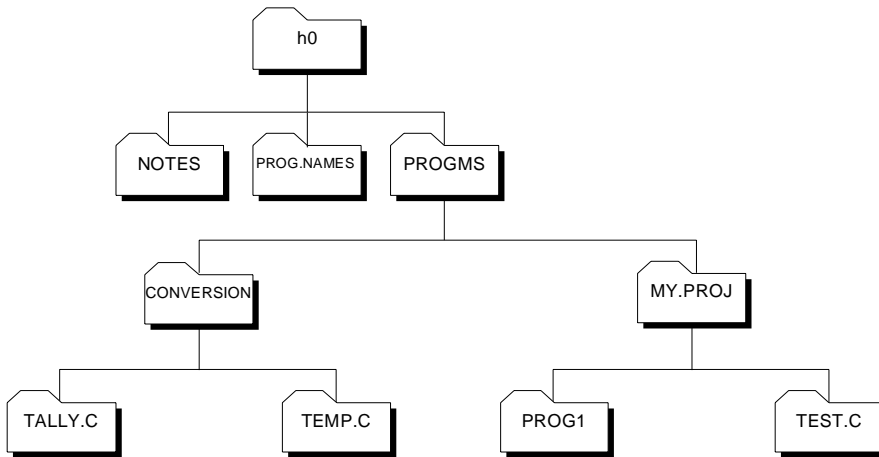 h0
NOTES
PROG.NAMES
PROGMS
CONVERSION
MY.PROJ
TALLY.C
TEMP.C
PROG1
TEST.C